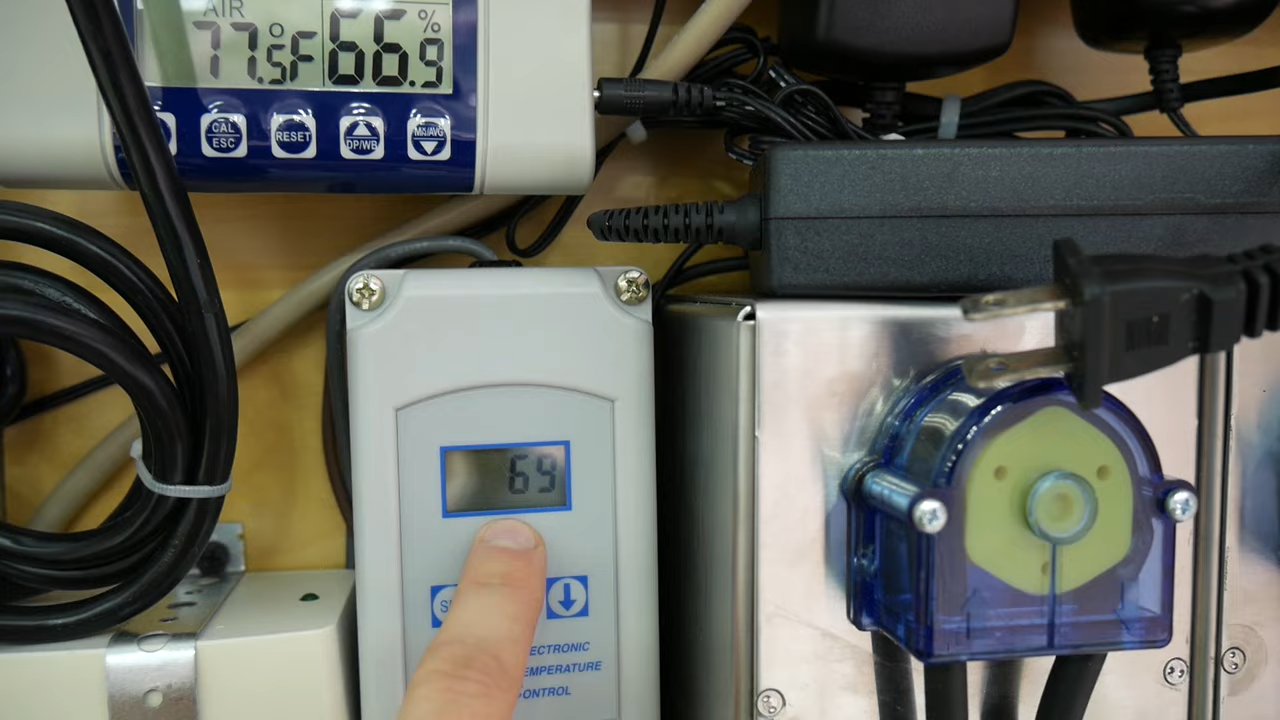 AIR
77.5°F 66.9%
CAL
ESC
RESET
DP/WB
MX/AVG
69
S
ECTRONIC
EMPERATURE
ONTROL